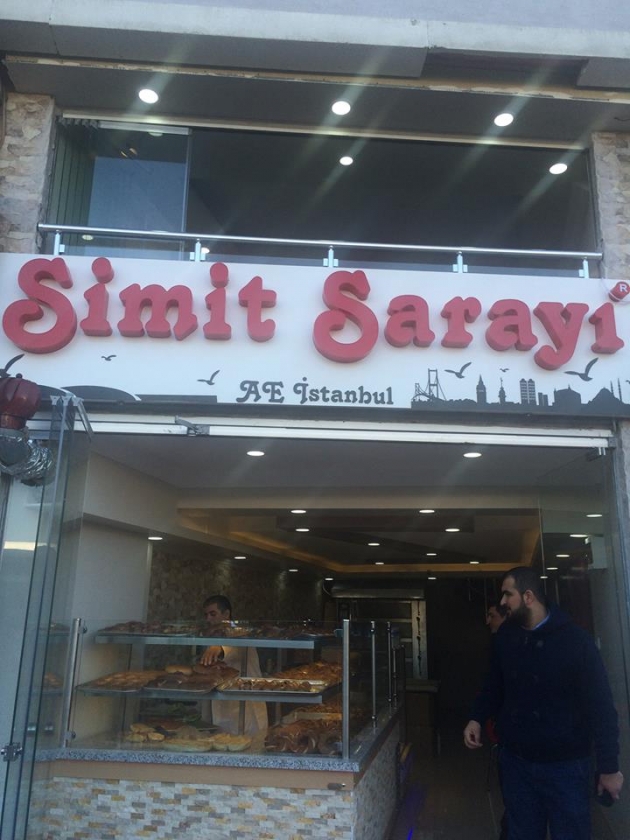 Simit Sarayı ®
AE İstanbul